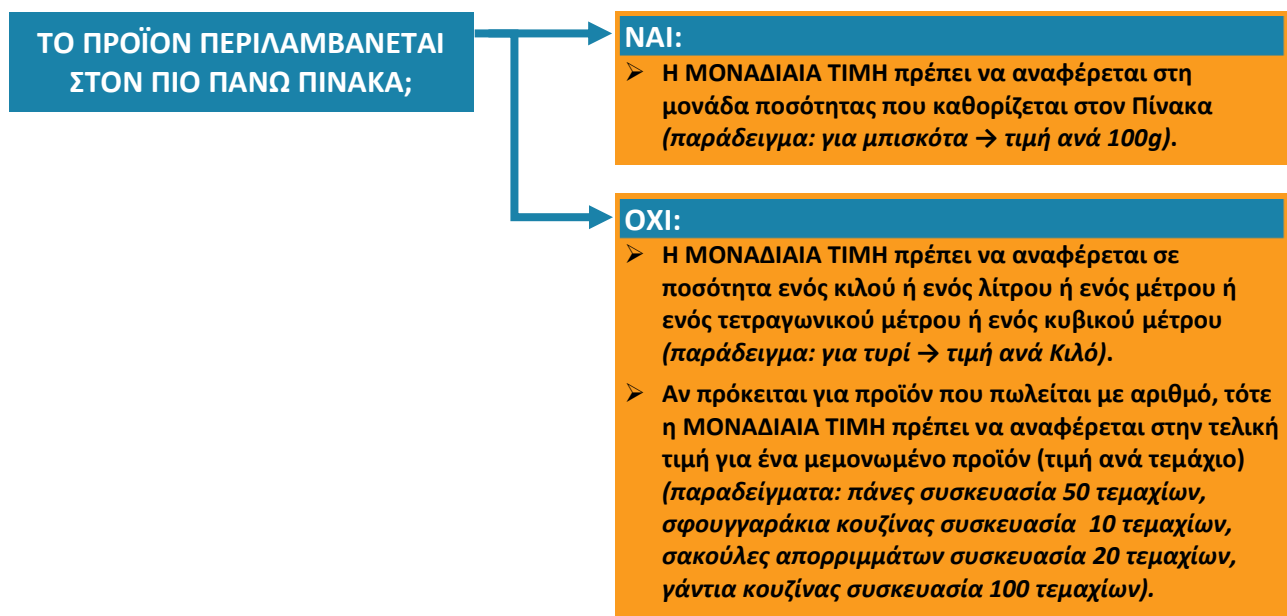 ΤΟ ΠΡΟΪΟΝ ΠΕΡΙΛΑΜΒΑΝΕΤΑΙ
ΣΤΟΝ ΠΙΟ ΠΑΝΩ ΠΙΝΑΚΑ;
ΝΑΙ:
➢ Η ΜΟΝΑΔΙΑΙΑ ΤΙΜΗ πρέπει να αναφέρεται στη
μονάδα ποσότητας που καθορίζεται στον Πίνακα
(παράδειγμα: για μπισκότα → τιμή ανά 100g).
ΟΧΙ:
➢ Η ΜΟΝΑΔΙΑΙΑ ΤΙΜΗ πρέπει να αναφέρεται σε
ποσότητα ενός κιλού ή ενός λίτρου ή ενός μέτρου ή
ενός τετραγωνικού μέτρου ή ενός κυβικού μέτρου
(παράδειγμα: για τυρί → τιμή ανά Κιλό).
➢ Αν πρόκειται για προϊόν που πωλείται με αριθμό, τότε
η ΜΟΝΑΔΙΑΙΑ ΤΙΜΗ πρέπει να αναφέρεται στην τελική
τιμή για ένα μεμονωμένο προϊόν (τιμή ανά τεμάχιο)
(παραδείγματα: πάνες συσκευασία 50 τεμαχίων,
σφουγγαράκια κουζίνας συσκευασία 10 τεμαχίων,
σακούλες απορριμμάτων συσκευασία 20 τεμαχίων,
γάντια κουζίνας συσκευασία 100 τεμαχίων).